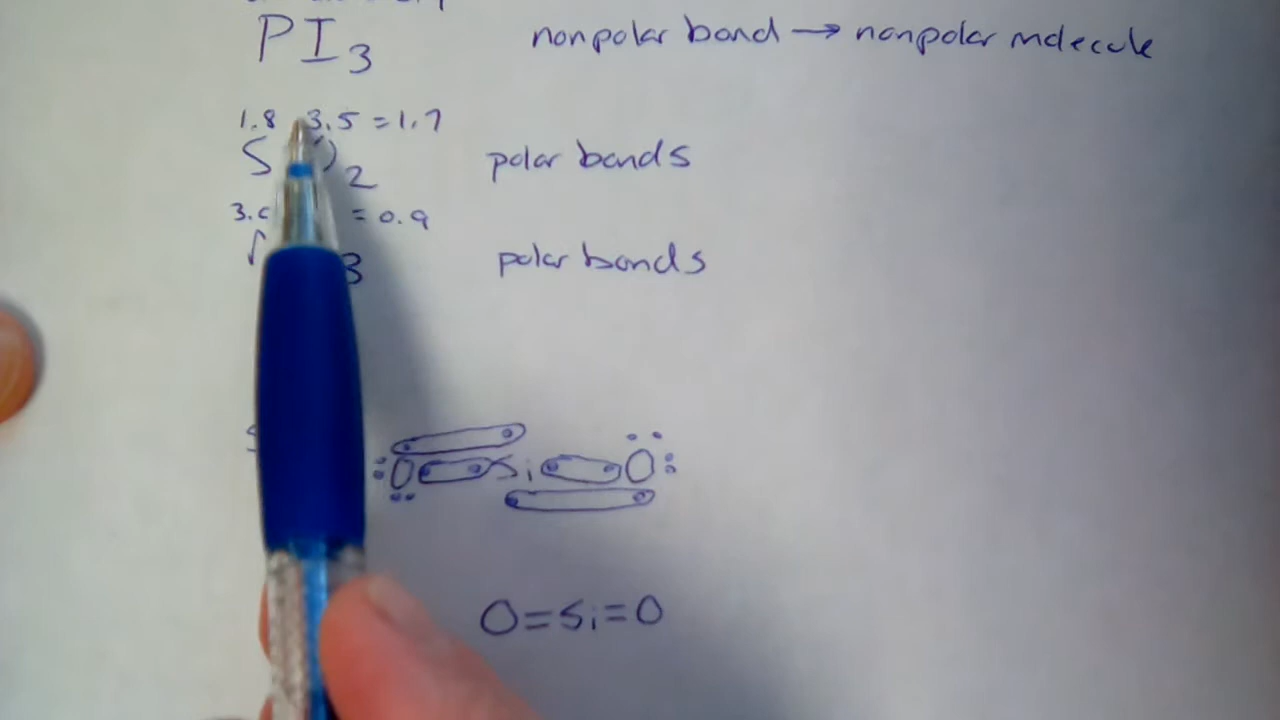 PI3 nonpolar bond → nonpolar molecule
1.8 3.5 = 1.7
S 2 polar bonds
3. = 0.9
3 polar bonds
O Si O
O=Si=O